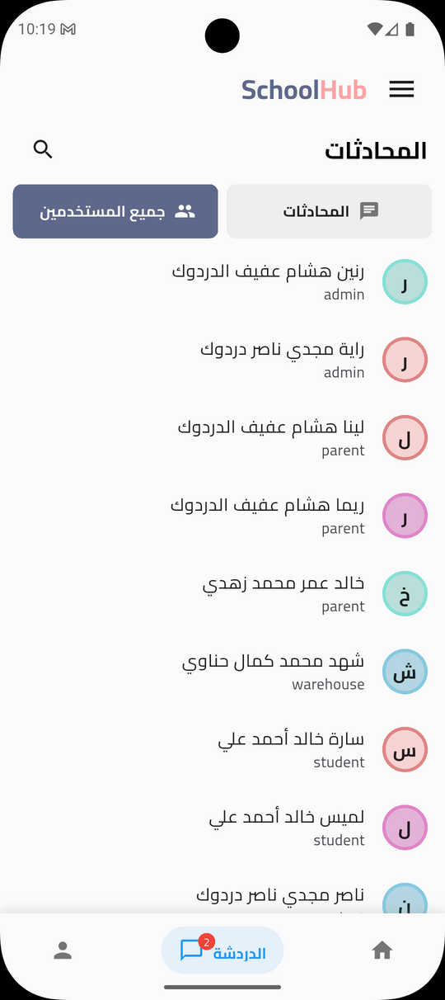 10:19
SchoolHub
المحادثات
المحادثات
جميع المستخدمين
ر
رنين هشام عفيف الدردوك
admin
ر
راية مجدي ناصر دردوك
admin
ل
لينا هشام عفيف الدردوك
parent
ر
ريما هشام عفيف الدردوك
parent
خ
خالد عمر محمد زهدي
parent
ش
شهد محمد كمال حناوي
warehouse
س
سارة خالد أحمد علي
student
ل
لميس خالد أحمد علي
student
ن
ناصر مجدي ناصر دردوك
الدردشة
2